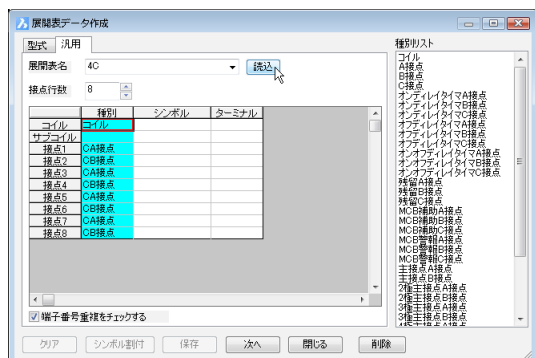 展開表データ作成
型式 汎用
展開表名 4C 読込
接点行数 8
種別 シンボル ターミナル
コイル コイル
サブコイル
接点1 CA接点
接点2 CB接点
接点3 CA接点
接点4 CB接点
接点5 CA接点
接点6 CB接点
接点7 CA接点
接点8 CB接点
端子番号重複をチェックする
クリア シンボル割付 保存 次へ 閉じる 削除
種別リスト
コイル
A接点
B接点
C接点
オンディレイタイマA接点
オンディレイタイマB接点
オンディレイタイマC接点
オフディレイタイマA接点
オフディレイタイマB接点
オフディレイタイマC接点
オンオフディレイタイマA接点
オンオフディレイタイマB接点
オンオフディレイタイマC接点
残留A接点
残留B接点
残留C接点
MCB補助A接点
MCB補助B接点
MCB補助C接点
MCB警報A接点
MCB警報B接点
MCB警報C接点
主接点A接点
主接点B接点
2極主接点A接点
2極主接点B接点
3極主接点A接点
3極主接点B接点